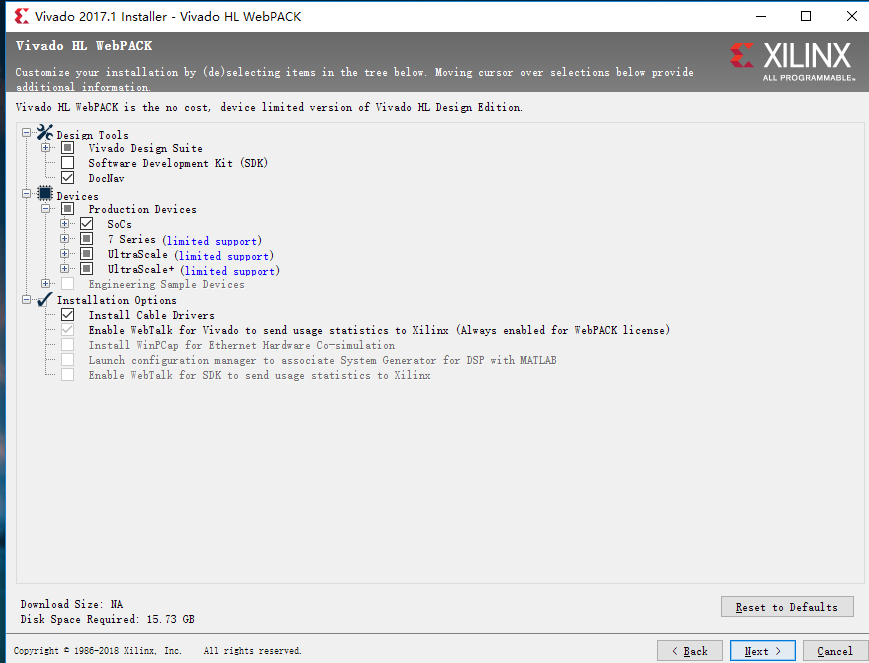 Vivado 2017.1 Installer - Vivado HL WebPACK
Vivado HL WebPACK
XILINX
ALL PROGRAMMABLE™
Customize your installation by (de)selecting items in the tree below. Moving cursor over selections below provide
additional information.
Vivado HL WebPACK is the no cost, device limited version of Vivado HL Design Edition.
Design Tools
Vivado Design Suite
Software Development Kit (SDK)
DocNav
Devices
Production Devices
SoCs
7 Series (limited support)
UltraScale (limited support)
UltraScale+ (limited support)
Engineering Sample Devices
Installation Options
Install Cable Drivers
Enable WebTalk for Vivado to send usage statistics to Xilinx (Always enabled for WebPACK license)
Install WinPCap for Ethernet Hardware Co-simulation
Launch configuration manager to associate System Generator for DSP with MATLAB
Enable WebTalk for SDK to send usage statistics to Xilinx
Download Size: NA
Disk Space Required: 15.73 GB
Reset to Defaults
Copyright © 1986-2018 Xilinx, Inc. All rights reserved.
< Back
Next >
Cancel